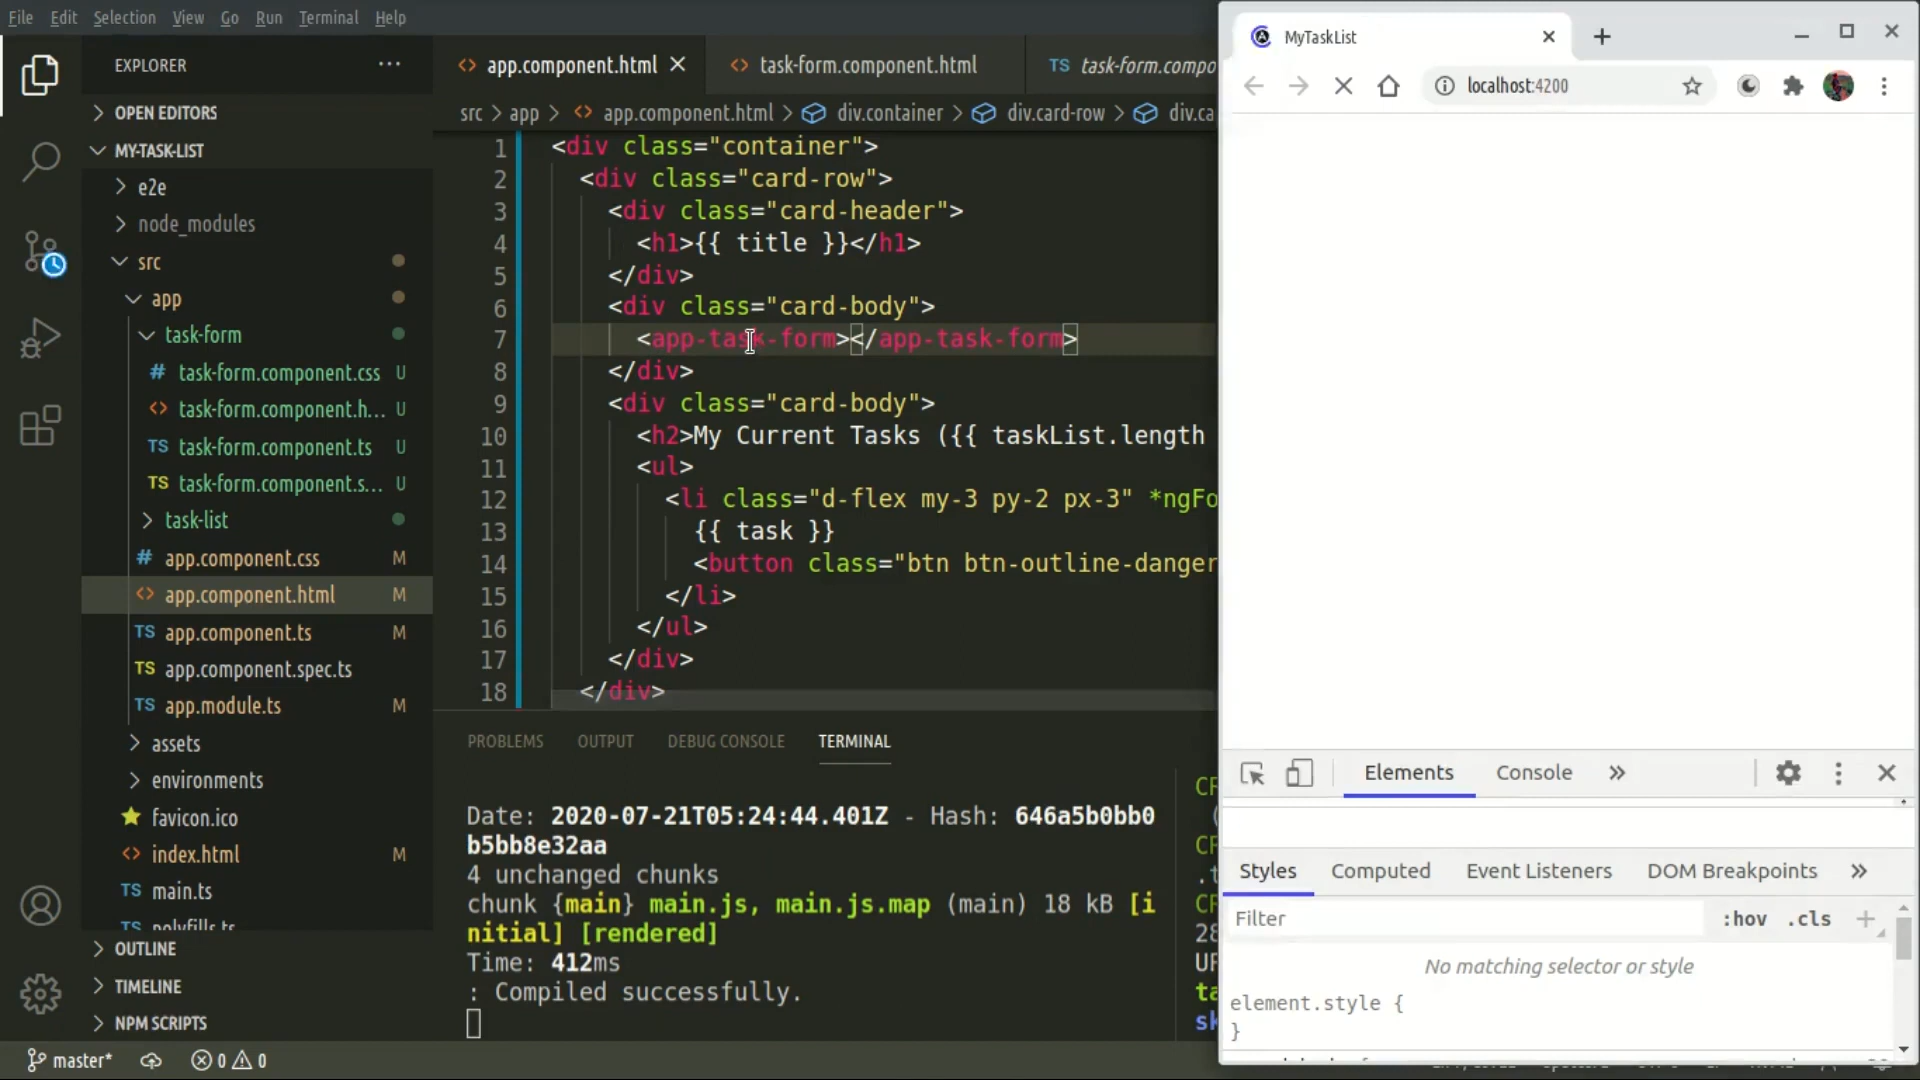 File Edit Selection View Go Run Terminal Help
EXPLORER
OPEN EDITORS
MY-TASK-LIST
e2e
node_modules
src
app
task-form
task-form.component.css U
task-form.component.h... U
task-form.component.ts U
task-form.component.s... U
task-list
app.component.css M
app.component.html M
app.component.ts M
app.component.spec.ts
app.module.ts M
assets
environments
favicon.ico
index.html M
main.ts
polyfills.ts
OUTLINE
TIMELINE
NPM SCRIPTS
master* 0 0
app.component.html task-form.component.html TS task-form.compo
src > app > app.component.html > div.container > div.card-row > div.ca
1 <div class="container">
2 <div class="card-row">
3 <div class="card-header">
4 <h1>{{ title }}</h1>
5 </div>
6 <div class="card-body">
7 <app-task-form></app-task-form>
8 </div>
9 <div class="card-body">
10 <h2>My Current Tasks ({{ taskList.length
11 <ul>
12 <li class="d-flex my-3 py-2 px-3" *ngFo
13 {{ task }}
14 <button class="btn btn-outline-danger
15 </li>
16 </ul>
17 </div>
18 </div>
PROBLEMS OUTPUT DEBUG CONSOLE TERMINAL
Date: 2020-07-21T05:24:44.401Z - Hash: 646a5b0bb0
b5bb8e32aa
4 unchanged chunks
chunk {main} main.js, main.js.map (main) 18 kB [i
nitial] [rendered]
Time: 412ms
: Compiled successfully.
MyTaskList
localhost:4200
Elements Console
Styles Computed Event Listeners DOM Breakpoints
Filter :hov .cls
No matching selector or style
element.style {
}